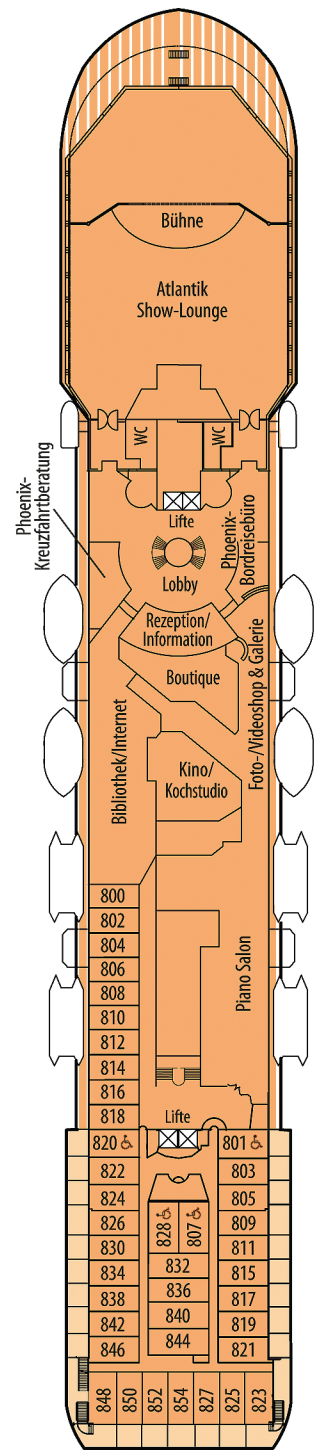 Bühne
Atlantik
Show-Lounge
WC
WC
Lifte
Phoenix-
Kreuzfahrtberatung
Phoenix-
Bordreisebüro
Lobby
Rezeption/
Information
Boutique
Foto-/Videoshop & Galerie
Bibliothek/Internet
Kino/
Kochstudio
Piano Salon
800
802
804
806
808
810
812
814
816
818
Lifte
820
822
824
826
830
834
838
842
846
828
807
832
836
840
844
801
803
805
809
811
815
817
819
821
848
850
852
854
827
825
823